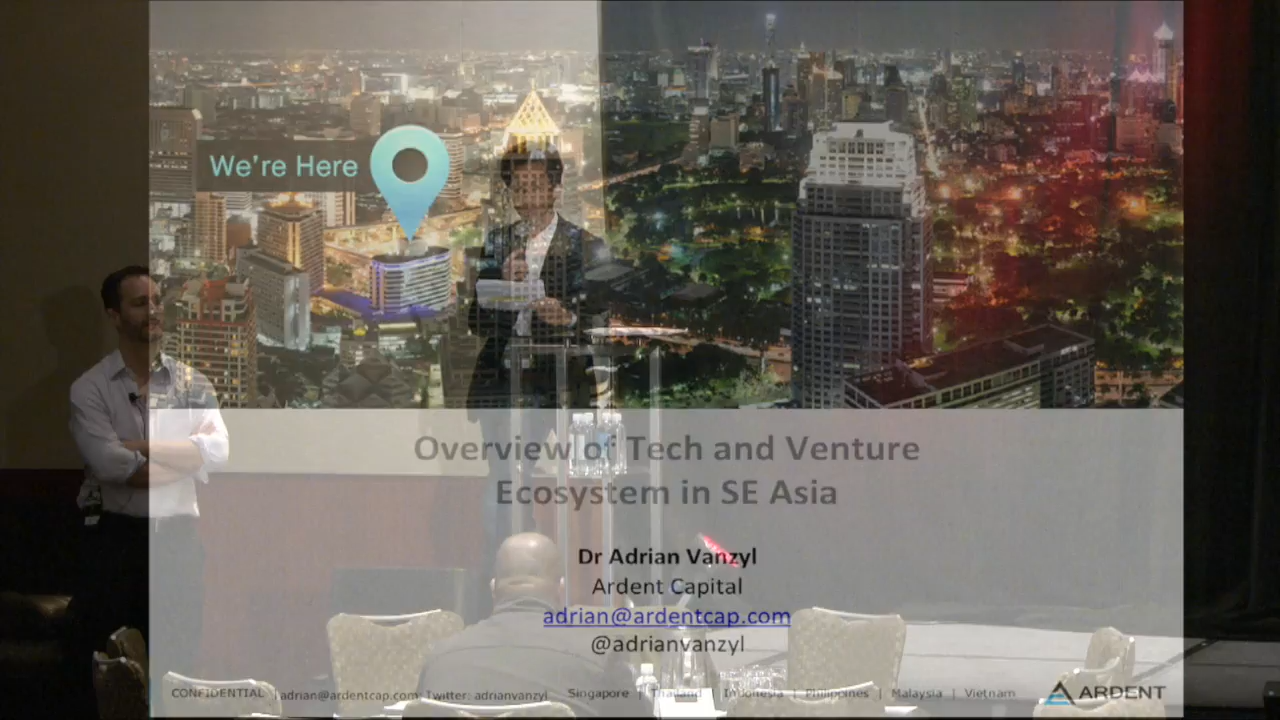 We're Here
Overview of Tech and Venture
Ecosystem in SE Asia
Dr Adrian Vanzyl
Ardent Capital
adrian@ardentcap.com
@adrianvanzyl
CONFIDENTIAL | adrian@ardentcap.com Twitter: adrianvanzyl Singapore | Thailand | Indonesia | Philippines | Malaysia | Vietnam ARDENT